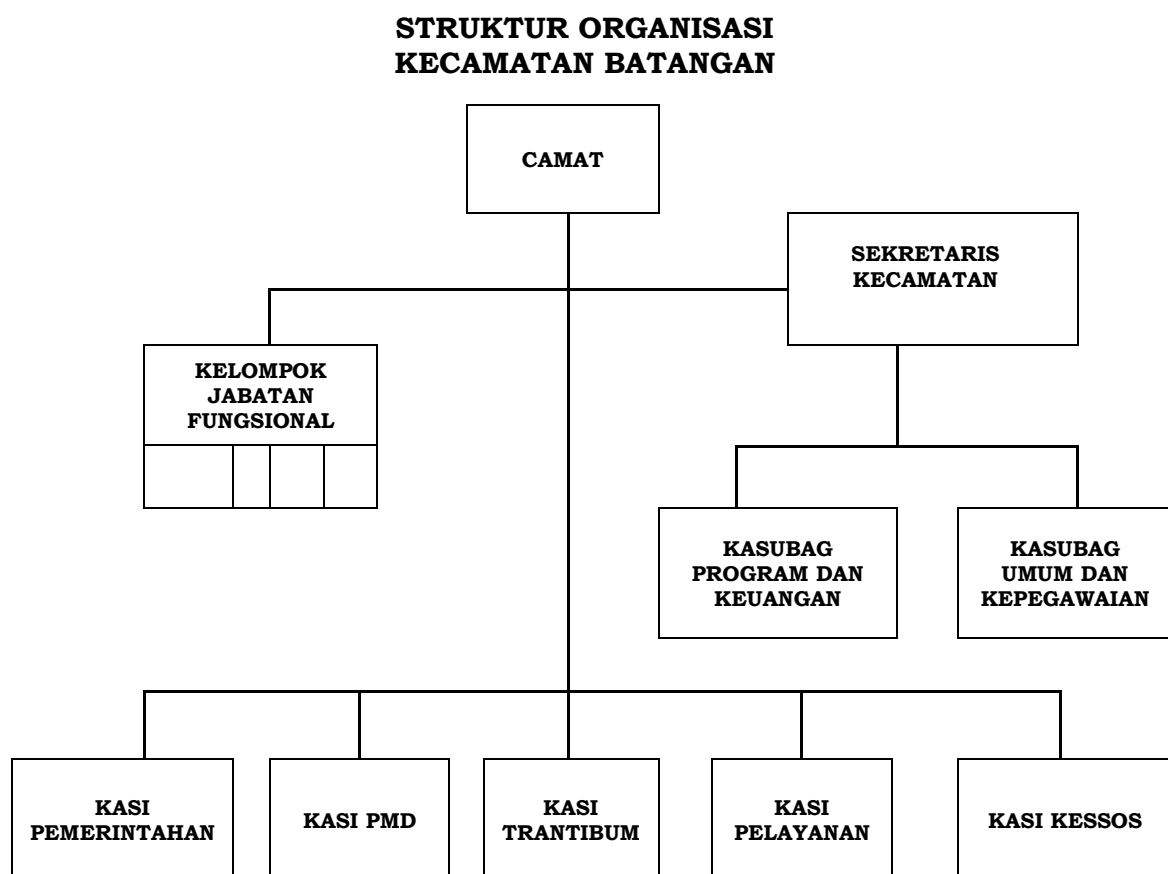 STRUKTUR ORGANISASI
KECAMATAN BATANGAN
CAMAT
SEKRETARIS
KECAMATAN
KELOMPOK
JABATAN
FUNGSIONAL
KASUBAG
PROGRAM DAN
KEUANGAN
KASUBAG
UMUM DAN
KEPEGAWAIAN
KASI
PEMERINTAHAN
KASI PMD
KASI
TRANTIBUM
KASI
PELAYANAN
KASI KESSOS